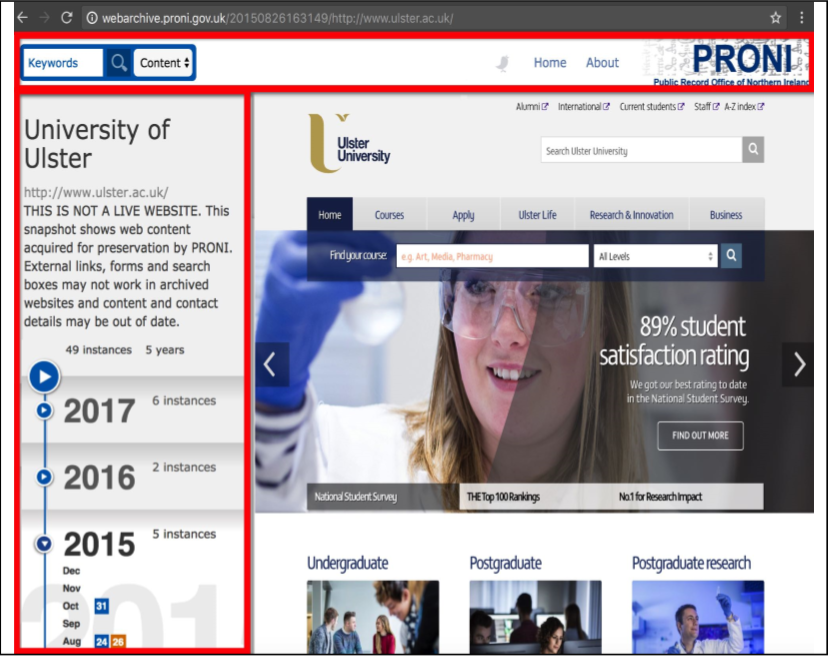 webarchive.proni.gov.uk/20150826163149/http://www.ulster.ac.uk/
Keywords
Content
Home
About
PRONI
Public Record Office of Northern Ireland
University of
Ulster
http://www.ulster.ac.uk/
THIS IS NOT A LIVE WEBSITE. This
snapshot shows web content
acquired for preservation by PRONI.
External links, forms and search
boxes may not work in archived
websites and content and contact
details may be out of date.
49 instances 5 years
2017 6 instances
2016 2 instances
2015 5 instances
201
Dec
Nov
Oct 31
Sep
Aug 24 26
Alumni International Current students Staff A-Z index
Ulster
University
Search Ulster University
Home Courses Apply Ulster Life Research & Innovation Business
Find your course: e.g. Art, Media, Pharmacy All Levels
89% student
satisfaction rating
We got our best rating to date
in the National Student Survey.
FIND OUT MORE
National Student Survey THE Top 100 Rankings No.1 for Research Impact
Undergraduate Postgraduate Postgraduate research